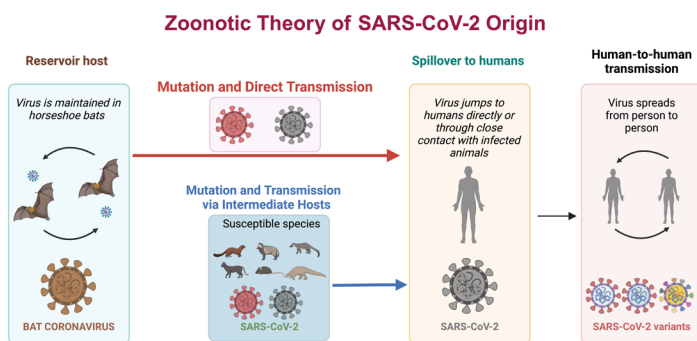 Zoonotic Theory of SARS-CoV-2 Origin
Reservoir host
Virus is maintained in
horseshoe bats
BAT CORONAVIRUS
Mutation and Direct Transmission
Mutation and Transmission
via Intermediate Hosts
Susceptible species
SARS-CoV-2
Spillover to humans
Virus jumps to
humans directly or
through close
contact with infected
animals
SARS-CoV-2
Human-to-human
transmission
Virus spreads
from person to
person
SARS-CoV-2 variants